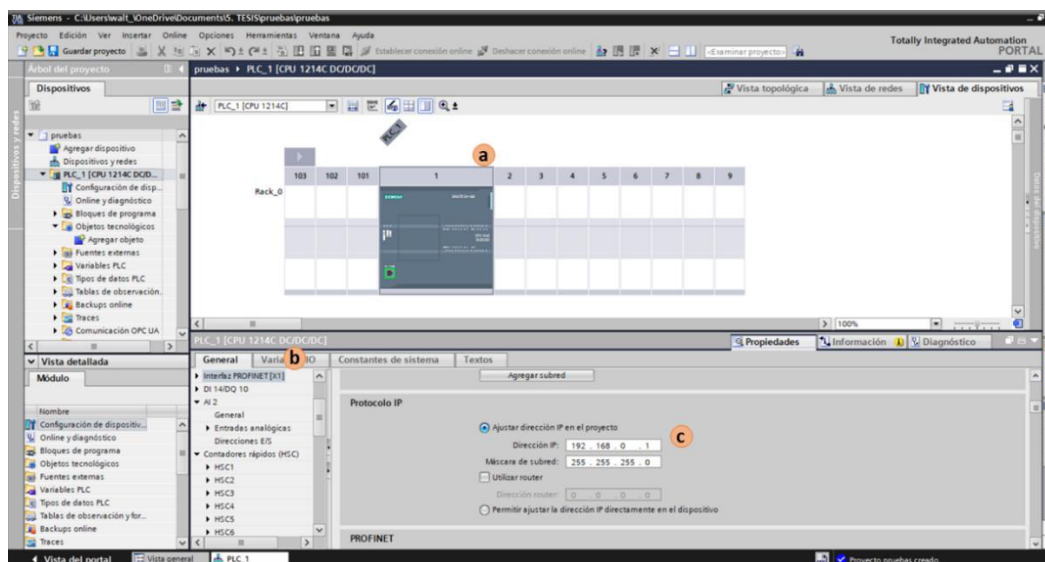 Siemens - C:\Users\walt_\OneDrive\Documents\5. TESIS\pruebas\pruebas
Proyecto Edición Ver Insertar Online Opciones Herramientas Ventana Ayuda
Totally Integrated Automation
PORTAL
Guardar proyecto Establecer conexión online Deshacer conexión online <Examinar proyecto>
Árbol del proyecto
pruebas PLC_1 [CPU 1214C DC/DC/DC]
Dispositivos
Vista topológica Vista de redes Vista de dispositivos
PLC_1 [CPU 1214C]
Dispositivos y redes
pruebas
Agregar dispositivo
Dispositivos y redes
PLC_1 [CPU 1214C DC/D...
Configuración de disp...
Online y diagnóstico
Bloques de programa
Objetos tecnológicos
Agregar objeto
Fuentes externas
Variables PLC
Tipos de datos PLC
Tablas de observación...
Backups online
Traces
Comunicación OPC UA
PLC_1
a
103 102 101 1 2 3 4 5 6 7 8 9
Rack_0
SIEMENS
100%
PLC_1 [CPU 1214C DC/DC/DC]
Propiedades Información Diagnóstico
Vista detallada
Módulo
Nombre
Configuración de dispositiv...
Online y diagnóstico
Bloques de programa
Objetos tecnológicos
Fuentes externas
Variables PLC
Tipos de datos PLC
Tablas de observación y for...
Backups online
Traces
General Varia b IO Constantes de sistema Textos
Interfaz PROFINET [X1]
DI 14/DQ 10
AI 2
General
Entradas analógicas
Direcciones E/S
Contadores rápidos (HSC)
HSC1
HSC2
HSC3
HSC4
HSC5
HSC6
Agregar subred
Protocolo IP
Ajustar dirección IP en el proyecto
c
Dirección IP: 192 . 168 . 0 . 1
Máscara de subred: 255 . 255 . 255 . 0
Utilizar router
Dirección router: 0 . 0 . 0 . 0
Permitir ajustar la dirección IP directamente en el dispositivo
PROFINET
Vista del portal Vista general PLC_1 Proyecto pruebas creado.